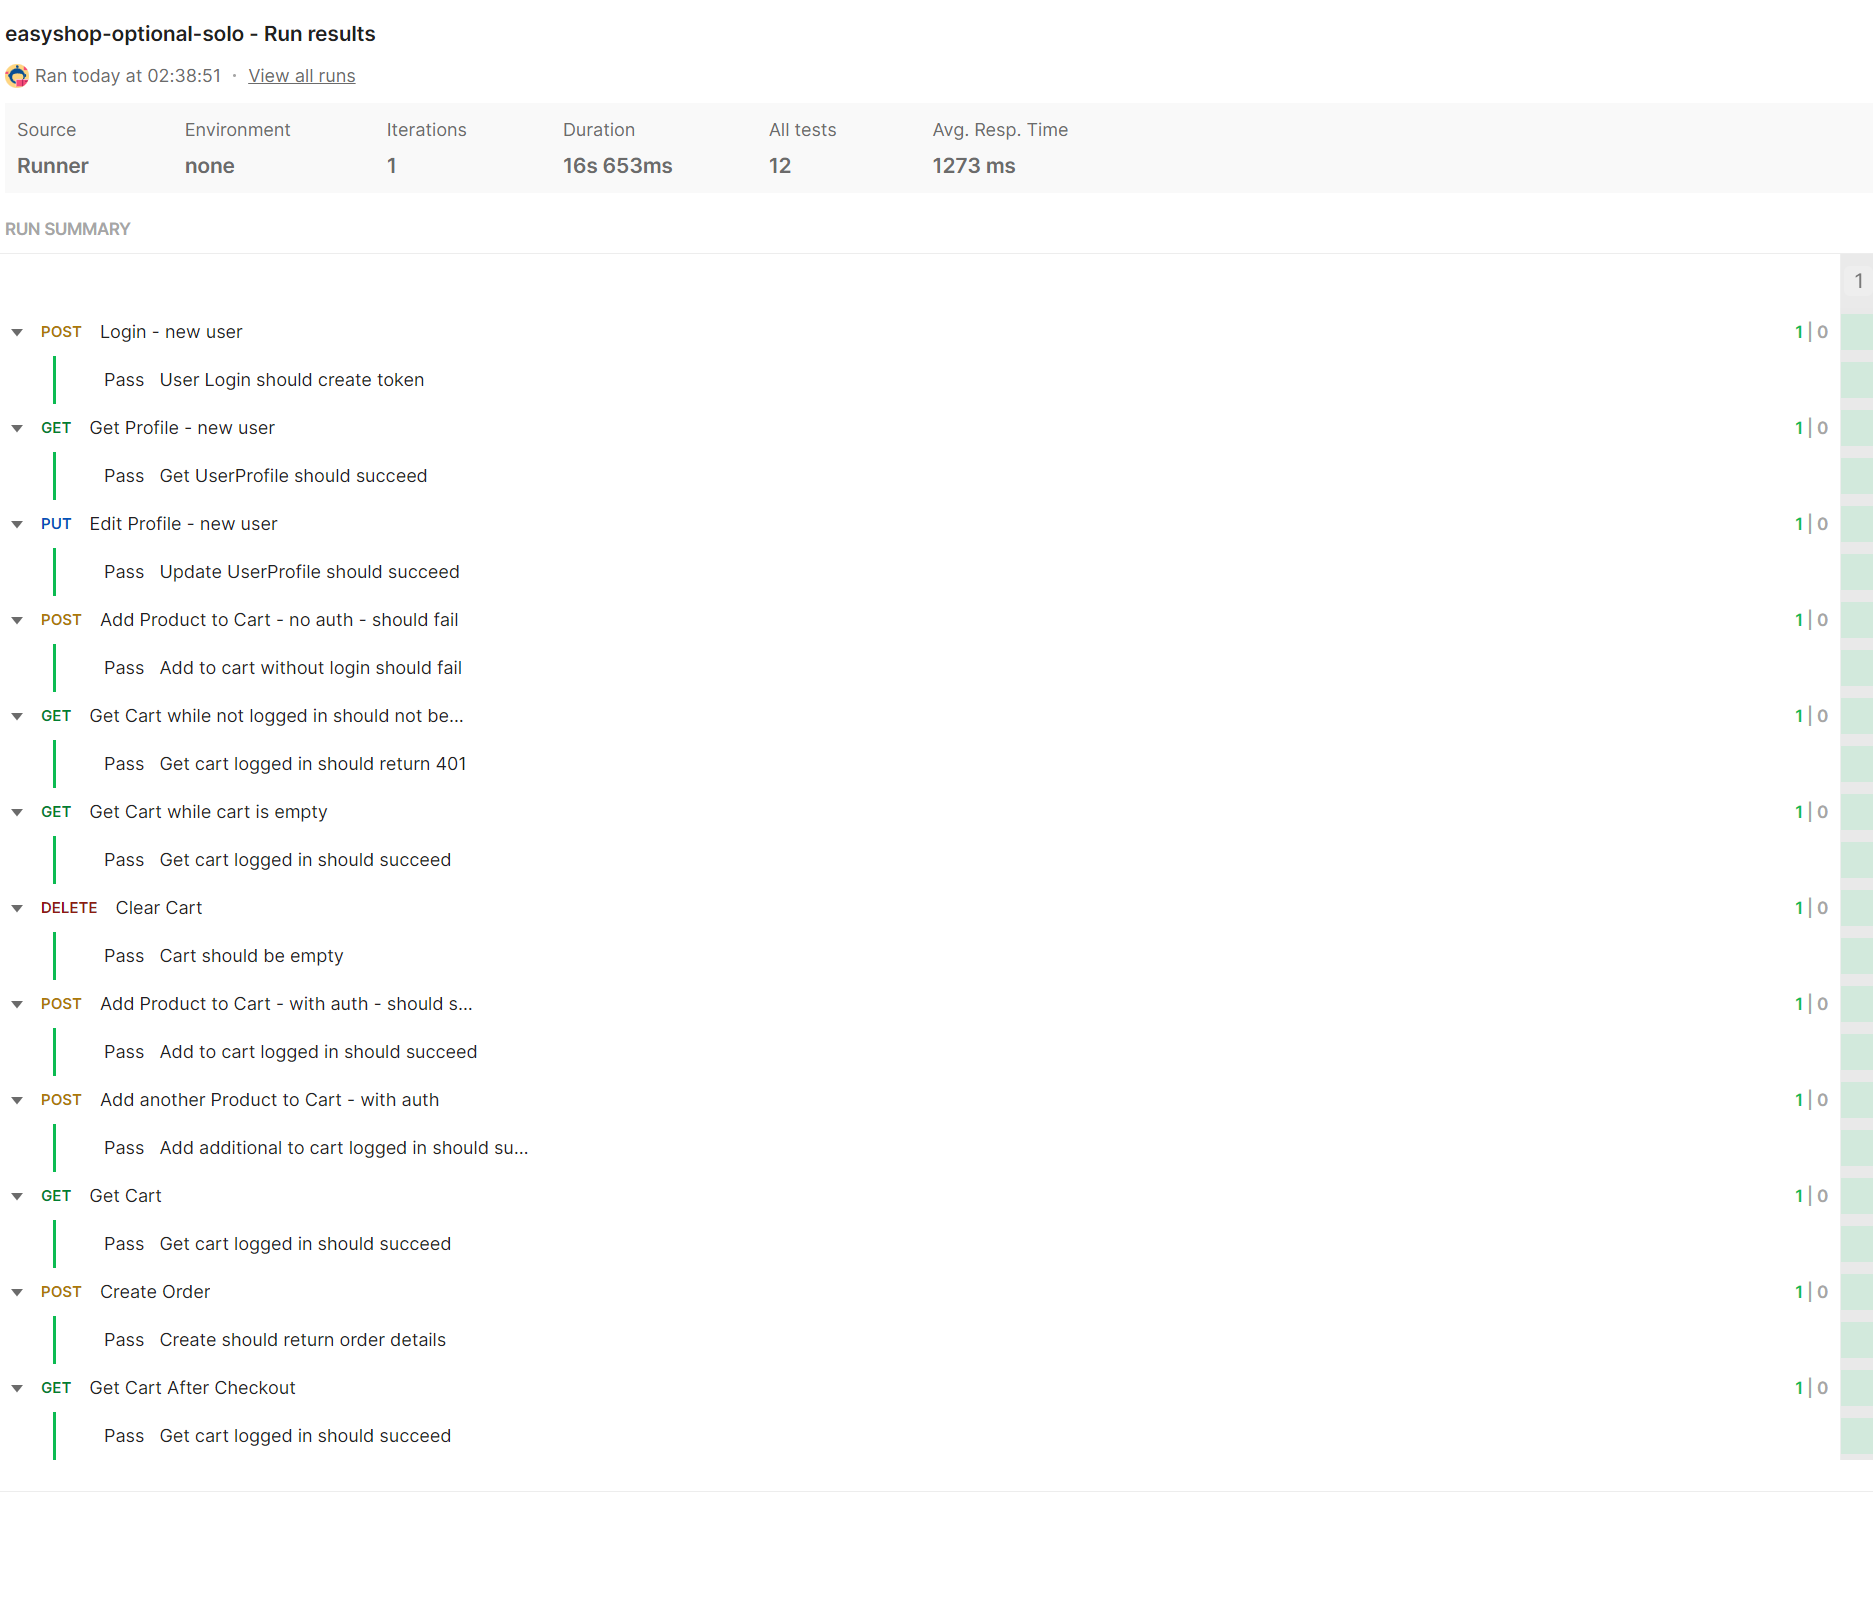 easyshop-optional-solo - Run results
Ran today at 02:38:51 · View all runs
Source Environment Iterations Duration All tests Avg. Resp. Time
Runner none 1 16s 653ms 12 1273 ms
RUN SUMMARY
1
POST Login - new user 1 | 0
Pass User Login should create token
GET Get Profile - new user 1 | 0
Pass Get UserProfile should succeed
PUT Edit Profile - new user 1 | 0
Pass Update UserProfile should succeed
POST Add Product to Cart - no auth - should fail 1 | 0
Pass Add to cart without login should fail
GET Get Cart while not logged in should not be... 1 | 0
Pass Get cart logged in should return 401
GET Get Cart while cart is empty 1 | 0
Pass Get cart logged in should succeed
DELETE Clear Cart 1 | 0
Pass Cart should be empty
POST Add Product to Cart - with auth - should s... 1 | 0
Pass Add to cart logged in should succeed
POST Add another Product to Cart - with auth 1 | 0
Pass Add additional to cart logged in should su...
GET Get Cart 1 | 0
Pass Get cart logged in should succeed
POST Create Order 1 | 0
Pass Create should return order details
GET Get Cart After Checkout 1 | 0
Pass Get cart logged in should succeed